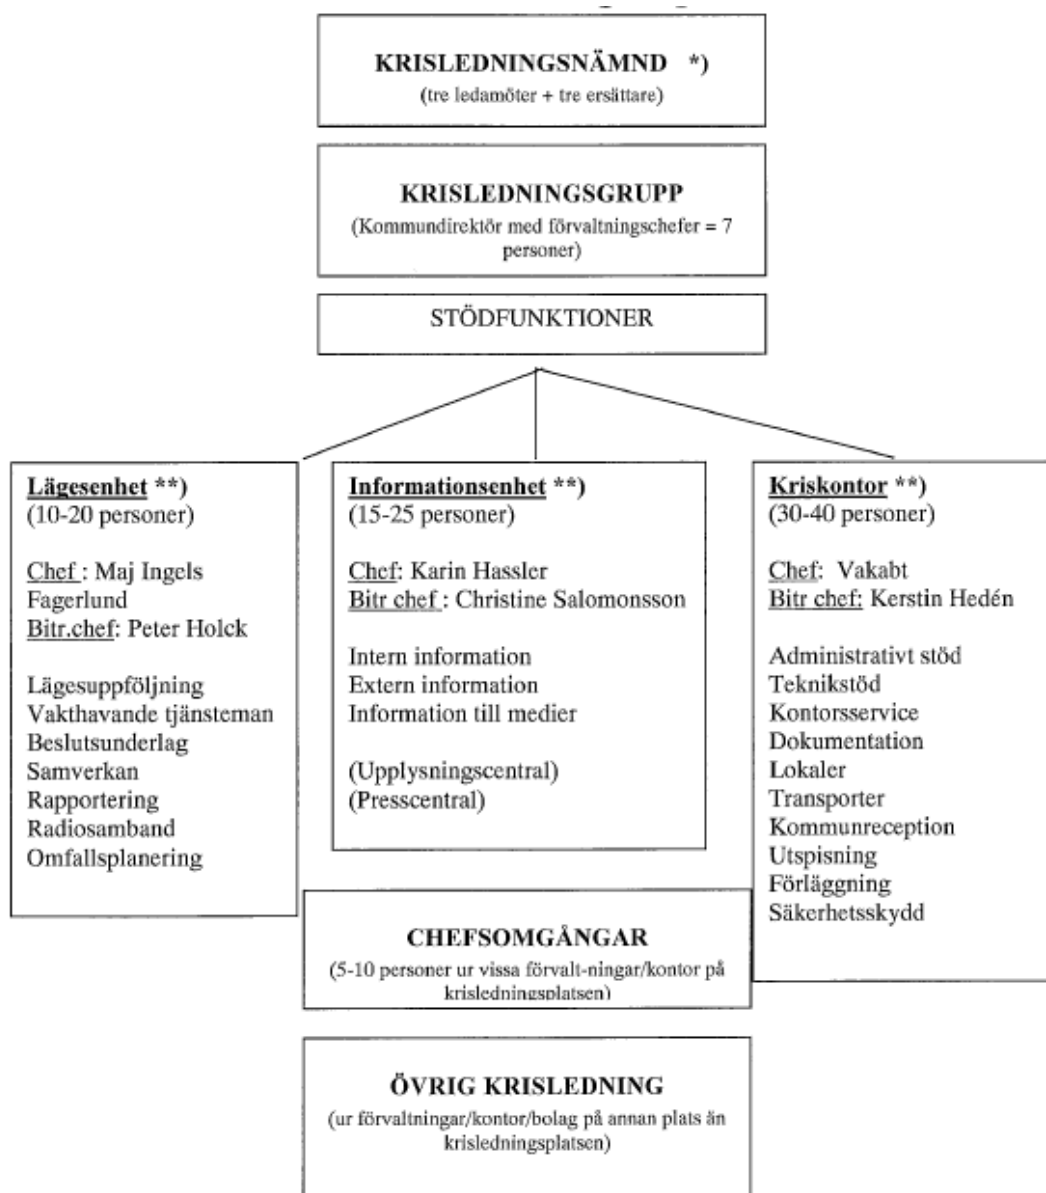 KRISLEDNINGSNÄMND *)
(tre ledamöter + tre ersättare)
KRISLEDNINGSGRUPP
(Kommundirektör med förvaltningschefer = 7
personer)
STÖDFUNKTIONER
Lägesenhet **)
(10-20 personer)
Chef : Maj Ingels
Fagerlund
Bitr.chef: Peter Holck
Lägesuppföljning
Vakthavande tjänsteman
Beslutsunderlag
Samverkan
Rapportering
Radiosamband
Omfallsplanering
Informationsenhet **)
(15-25 personer)
Chef: Karin Hassler
Bitr chef : Christine Salomonsson
Intern information
Extern information
Information till medier
(Upplysningscentral)
(Presscentral)
Kriskontor **)
(30-40 personer)
Chef: Vakabt
Bitr chef: Kerstin Hedén
Administrativt stöd
Teknikstöd
Kontorsservice
Dokumentation
Lokaler
Transporter
Kommunreception
Utspisning
Förläggning
Säkerhetsskydd
CHEFSOMGÅNGAR
(5-10 personer ur vissa förvalt-ningar/kontor på
krisledningsplatsen)
ÖVRIG KRISLEDNING
(ur förvaltningar/kontor/bolag på annan plats än
krisledningsplatsen)